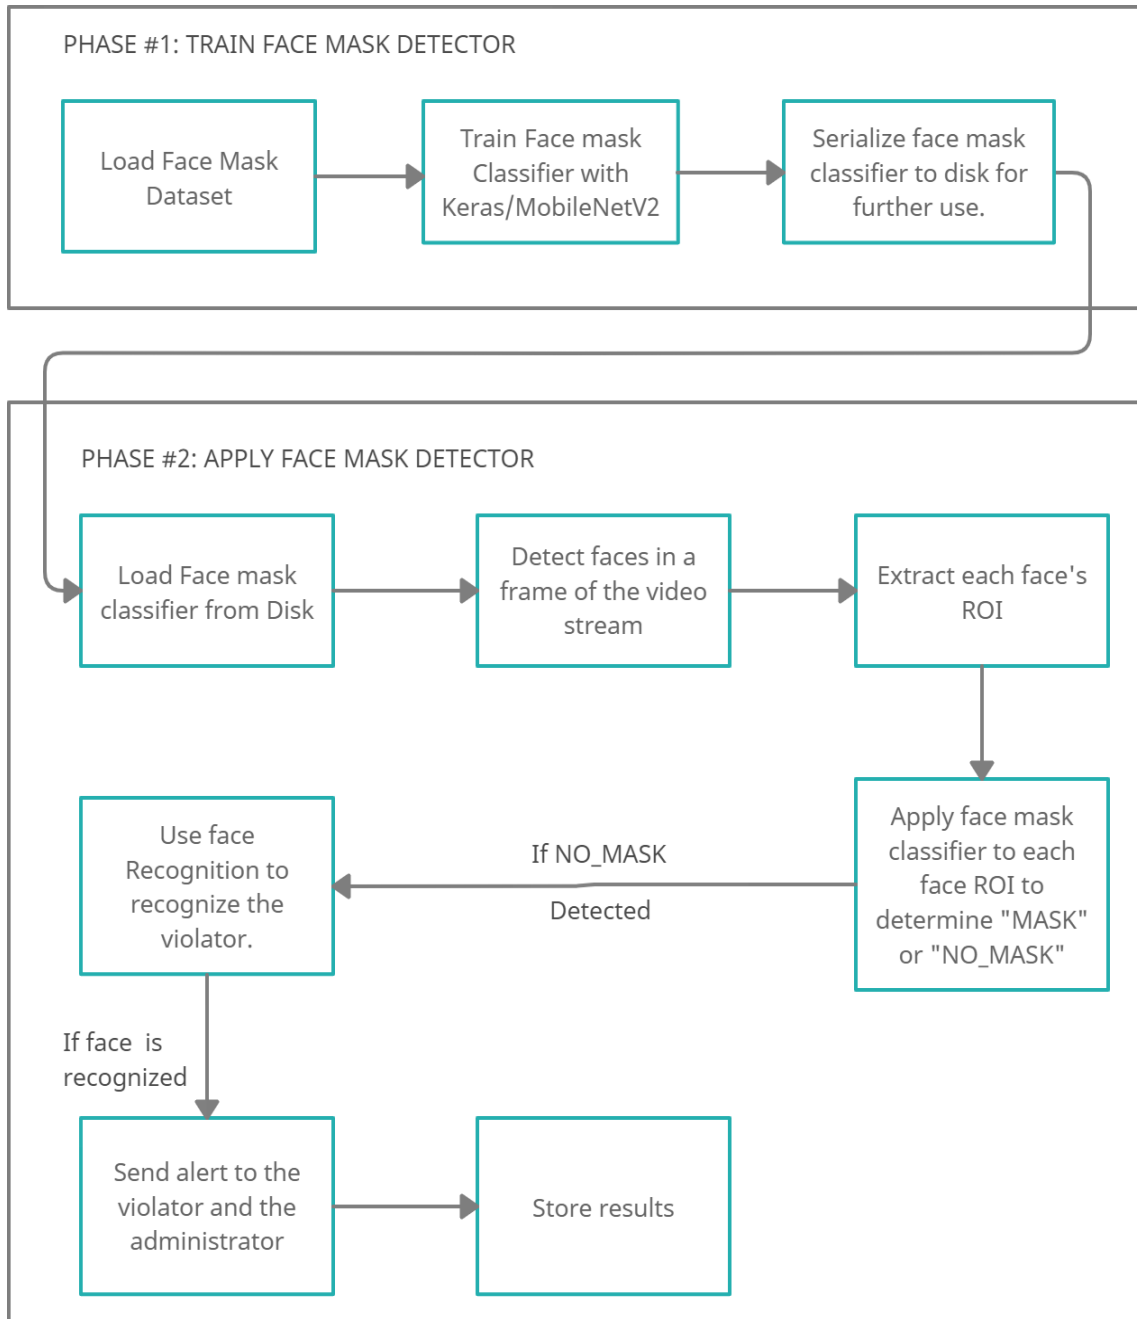 PHASE #1: TRAIN FACE MASK DETECTOR
Load Face Mask
Dataset
Train Face mask
Classifier with
Keras/MobileNetV2
Serialize face mask
classifier to disk for
further use.
PHASE #2: APPLY FACE MASK DETECTOR
Load Face mask
classifier from Disk
Detect faces in a
frame of the video
stream
Extract each face's
ROI
Apply face mask
classifier to each
face ROI to
determine "MASK"
or "NO_MASK"
If NO_MASK
Detected
Use face
Recognition to
recognize the
violator.
If face  is
recognized
Send alert to the
violator and the
administrator
Store results